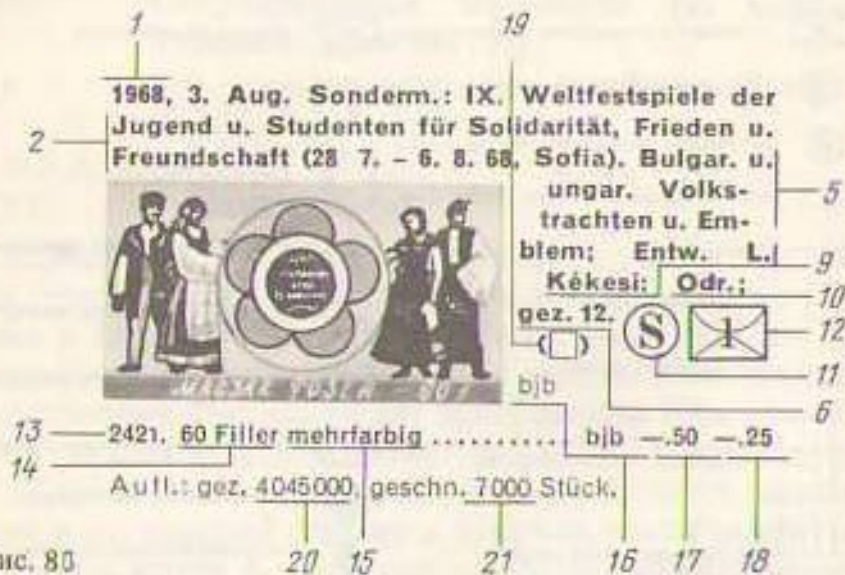 1
19
1968, 3. Aug. Sonderm.: IX. Weltfestspiele der
2
Jugend u. Studenten für Solidarität, Frieden u.
Freundschaft (28 7. – 6. 8. 68, Sofia). Bulgar. u.
ungar. Volks-
5
trachten u. Em-
blem; Entw. L.
9
Kékesi; Odr.;
10
gez. 12.
(□) S 1
12
11
MAGYAR POSTA
bjb
6
13
2421. 60 Filler mehrfarbig .......... bjb —.50 —.25
14
Aufl.: gez. 4045000, geschn. 7000 Stück.
ис. 80
20 15 21 16 17 18